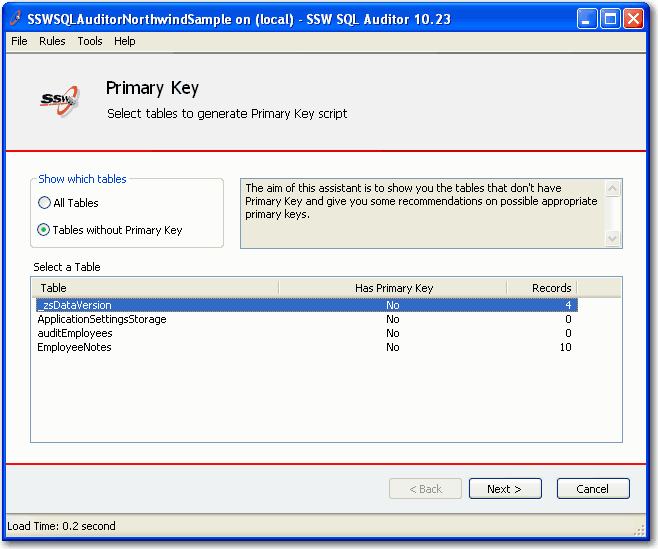 SSWSQLAuditorNorthwindSample on (local) - SSW SQL Auditor 10.23
File Rules Tools Help
SSW
Primary Key
Select tables to generate Primary Key script
Show which tables
All Tables
Tables without Primary Key
The aim of this assistant is to show you the tables that don't have
Primary Key and give you some recommendations on possible appropriate
primary keys.
Select a Table
Table Has Primary Key Records
_zsDataVersion No 4
ApplicationSettingsStorage No 0
auditEmployees No 0
EmployeeNotes No 10
< Back Next > Cancel
Load Time: 0.2 second